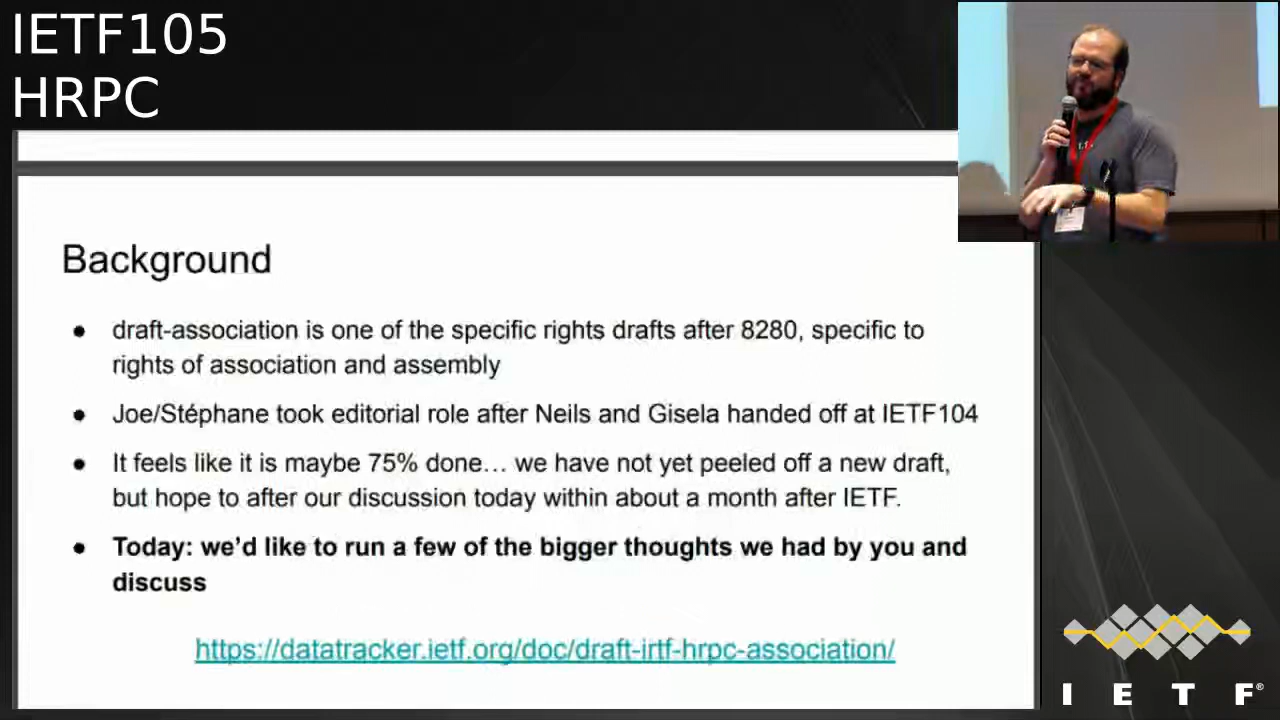 IETF105
HRPC
Background
● draft-association is one of the specific rights drafts after 8280, specific to
rights of association and assembly
● Joe/Stéphane took editorial role after Neils and Gisela handed off at IETF104
● It feels like it is maybe 75% done… we have not yet peeled off a new draft,
but hope to after our discussion today within about a month after IETF.
● Today: we’d like to run a few of the bigger thoughts we had by you and
discuss
https://datatracker.ietf.org/doc/draft-irtf-hrpc-association/
I E T F®